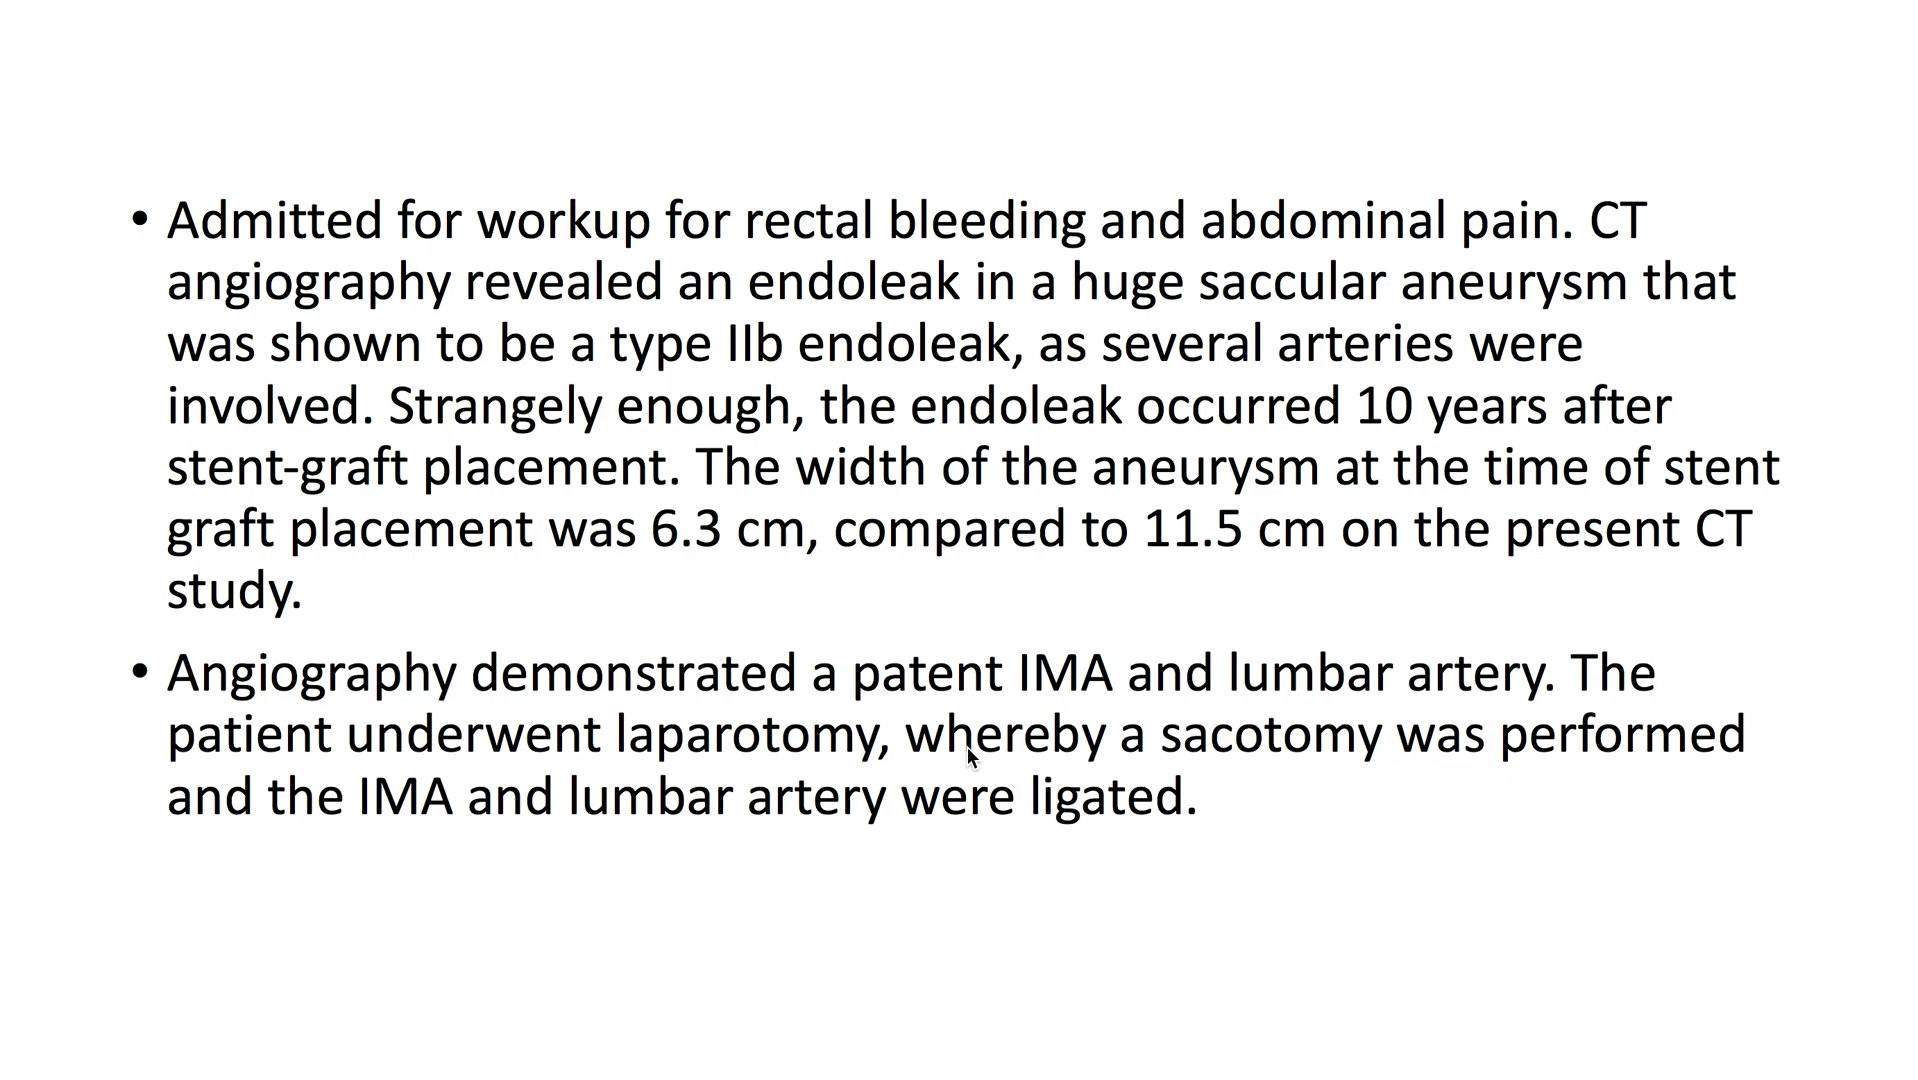 • Admitted for workup for rectal bleeding and abdominal pain. CT
angiography revealed an endoleak in a huge saccular aneurysm that
was shown to be a type IIb endoleak, as several arteries were
involved. Strangely enough, the endoleak occurred 10 years after
stent-graft placement. The width of the aneurysm at the time of stent
graft placement was 6.3 cm, compared to 11.5 cm on the present CT
study.
• Angiography demonstrated a patent IMA and lumbar artery. The
patient underwent laparotomy, whereby a sacotomy was performed
and the IMA and lumbar artery were ligated.